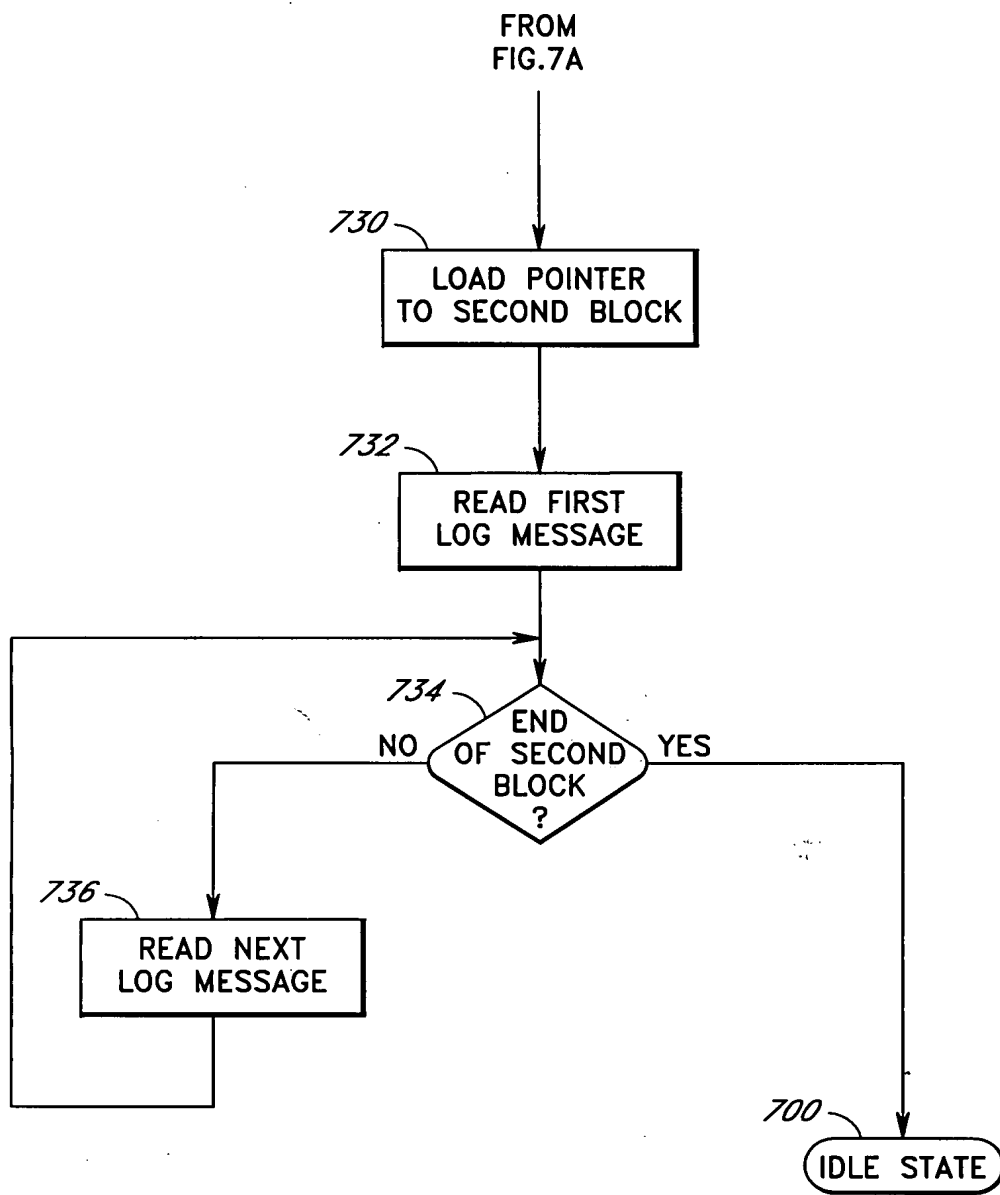 FROM
FIG.7A
730
LOAD POINTER
TO SECOND BLOCK
732
READ FIRST
LOG MESSAGE
734
END
OF SECOND
BLOCK
?
NO
YES
736
READ NEXT
LOG MESSAGE
700
IDLE STATE